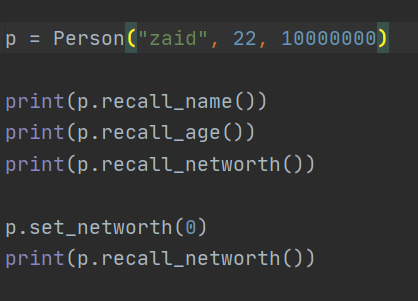 p = Person("zaid", 22, 10000000)
print(p.recall_name())
print(p.recall_age())
print(p.recall_networth())
p.set_networth(0)
print(p.recall_networth())